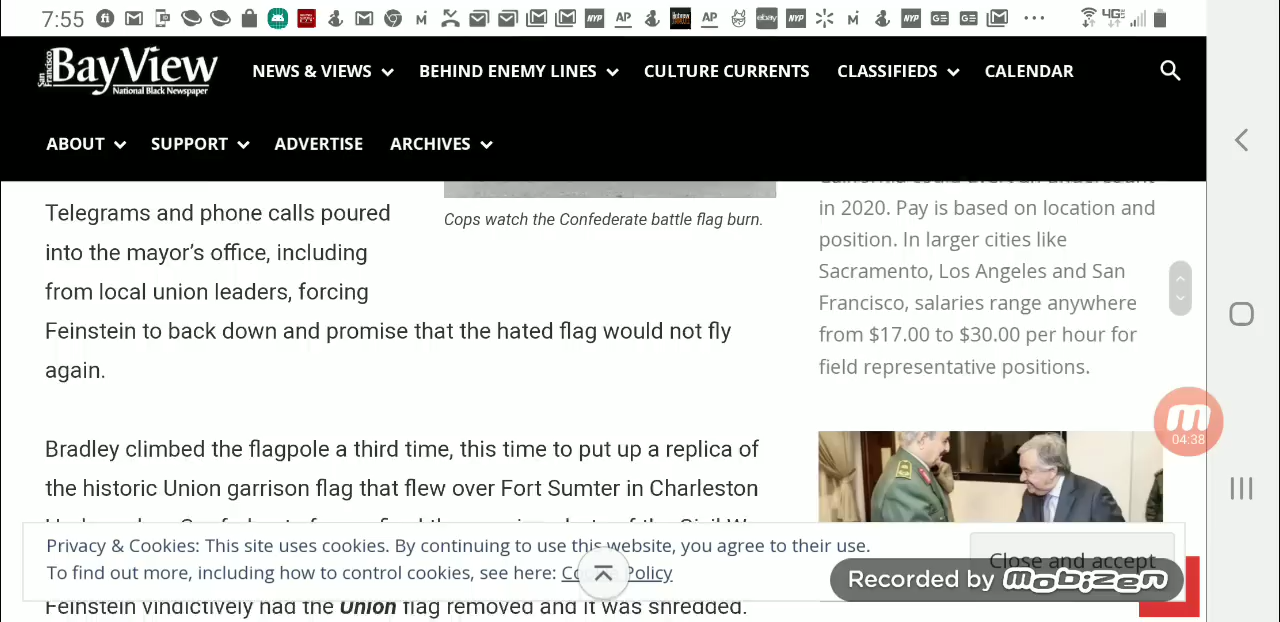 7:55
San Francisco
BayView
National Black Newspaper
NEWS & VIEWS
BEHIND ENEMY LINES
CULTURE CURRENTS
CLASSIFIEDS
CALENDAR
ABOUT
SUPPORT
ADVERTISE
ARCHIVES
Telegrams and phone calls poured
into the mayor’s office, including
from local union leaders, forcing
Feinstein to back down and promise that the hated flag would not fly
again.
Cops watch the Confederate battle flag burn.
Bradley climbed the flagpole a third time, this time to put up a replica of
the historic Union garrison flag that flew over Fort Sumter in Charleston
Feinstein vindictively had the Union flag removed and it was shredded.
in 2020. Pay is based on location and
position. In larger cities like
Sacramento, Los Angeles and San
Francisco, salaries range anywhere
from $17.00 to $30.00 per hour for
field representative positions.
04:38
Privacy & Cookies: This site uses cookies. By continuing to use this website, you agree to their use.
To find out more, including how to control cookies, see here: Policy
Close and accept
Recorded by mobizen